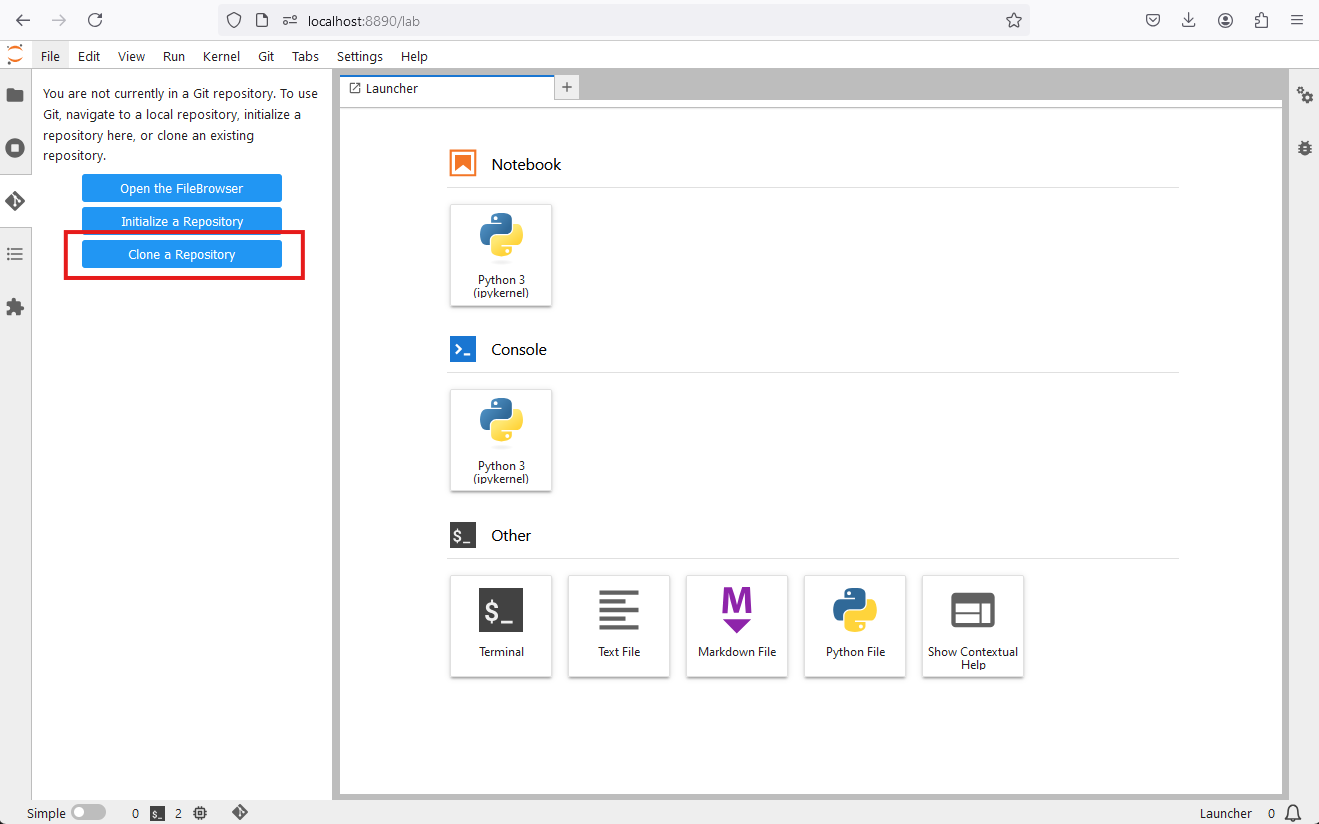 localhost:8890/lab
File Edit View Run Kernel Git Tabs Settings Help
You are not currently in a Git repository. To use
Git, navigate to a local repository, initialize a
repository here, or clone an existing
repository.
Open the FileBrowser
Initialize a Repository
Clone a Repository
Launcher
Notebook
Python 3
(ipykernel)
Console
Python 3
(ipykernel)
$_ Other
$_
Terminal
Text File
M
Markdown File
Python File
Show Contextual
Help
Simple 0 $_ 2
Launcher 0